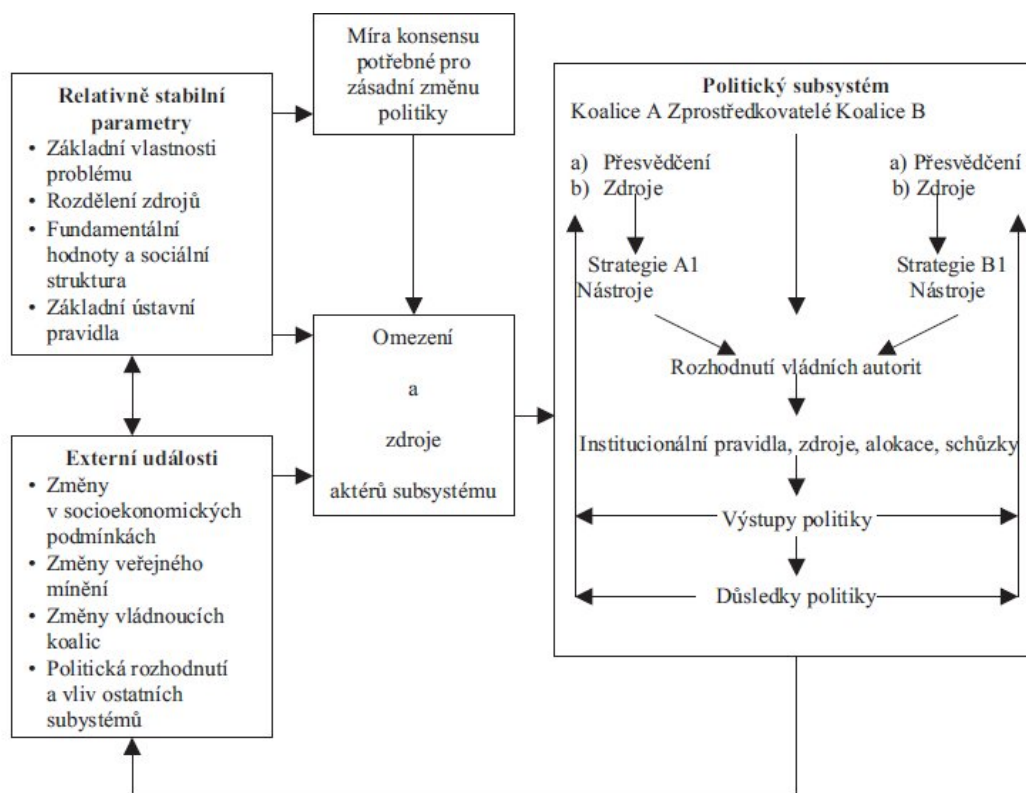 Relativně stabilní
parametry
• Základní vlastnosti
problému
• Rozdělení zdrojů
• Fundamentální
hodnoty a sociální
struktura
• Základní ústavní
pravidla
Externí události
• Změny
v socioekonomických
podmínkách
• Změny veřejného
mínění
• Změny vládnoucích
koalic
• Politická rozhodnutí
a vliv ostatních
subystémů
Míra konsensu
potřebné pro
zásadní změnu
politiky
Omezení
a
zdroje
aktérů subsystému
Politický subsystém
Koalice A Zprostředkovatelé Koalice B
a) Přesvědčení
b) Zdroje
Strategie A1
Nástroje
a) Přesvědčení
b) Zdroje
Strategie B1
Nástroje
Rozhodnutí vládních autorit
Institucionální pravidla, zdroje, alokace, schůzky
Výstupy politiky
Důsledky politiky